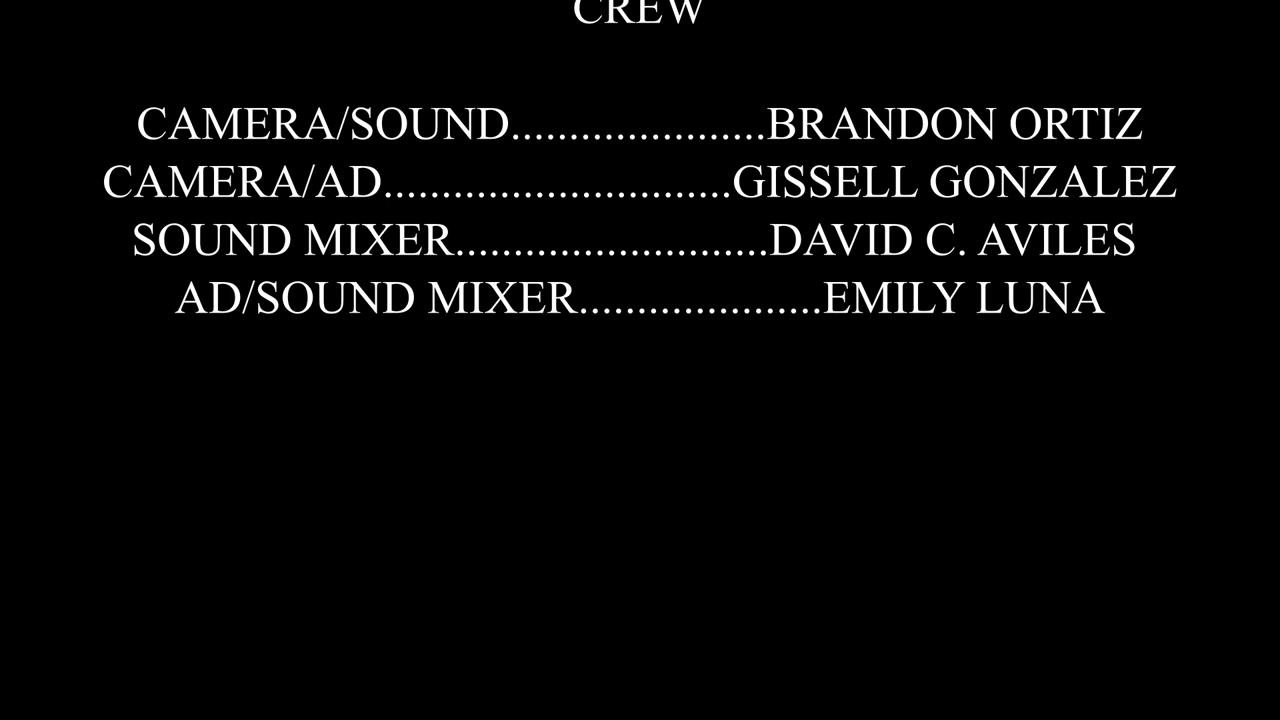 CREW
CAMERA/SOUND......................BRANDON ORTIZ
CAMERA/AD..............................GISSELL GONZALEZ
SOUND MIXER...........................DAVID C. AVILES
AD/SOUND MIXER.....................EMILY LUNA